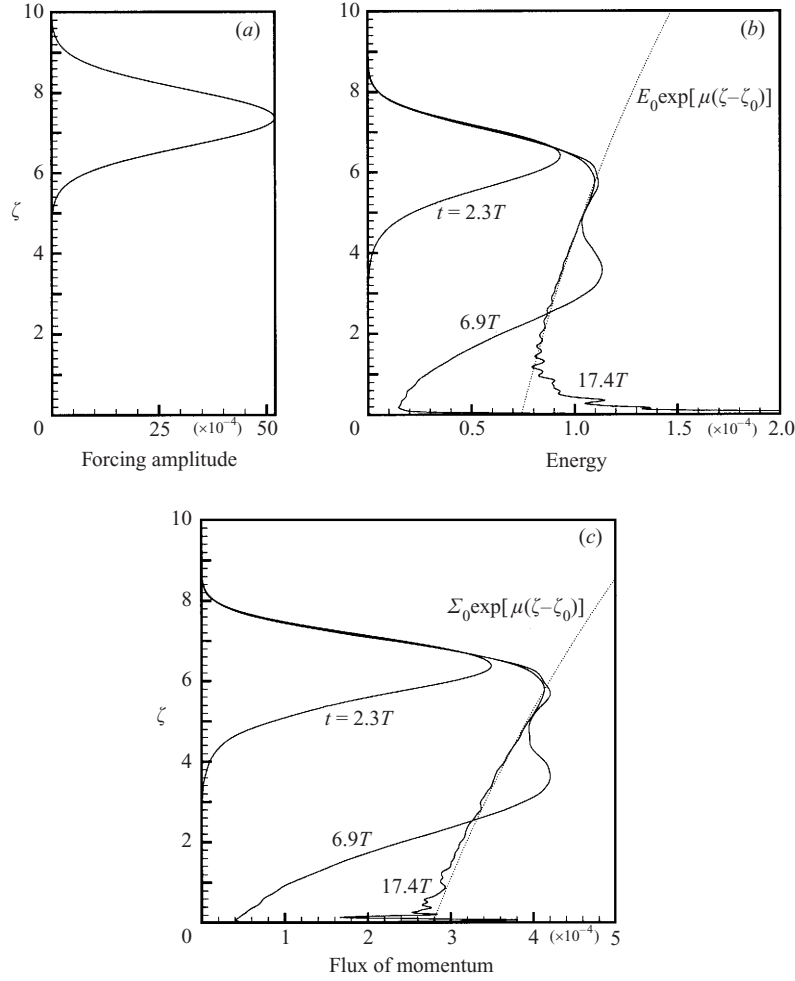 10
(a)
8
6
ζ
4
2
0
25
(×10⁻⁴)
50
Forcing amplitude
10
(b)
8
E₀exp[μ(ζ–ζ₀)]
6
t = 2.3T
4
6.9T
2
17.4T
0
0.5
1.0
1.5
(×10⁻⁴)
2.0
Energy
10
(c)
8
Σ₀exp[μ(ζ–ζ₀)]
6
ζ
t = 2.3T
4
2
6.9T
17.4T
0
1
2
3
4
(×10⁻⁴)
5
Flux of momentum